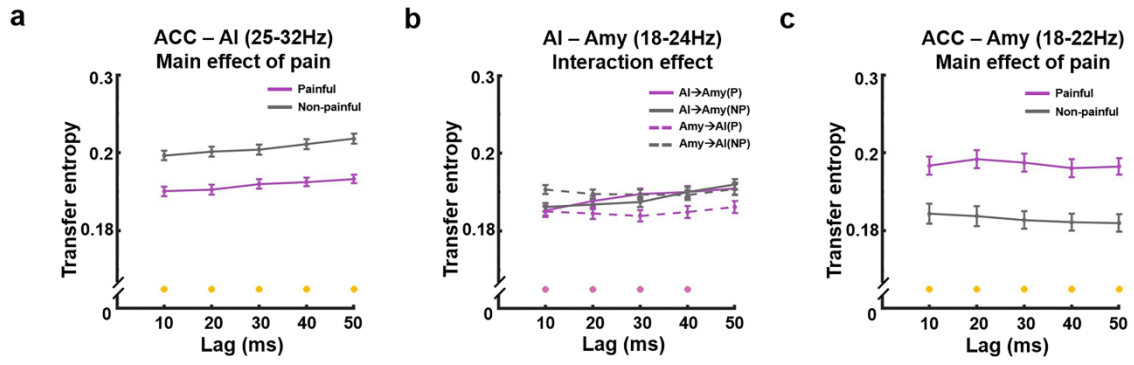 a
ACC – AI (25-32Hz)
Main effect of pain
0.3
0.2
0.18
0
Transfer entropy
Painful
Non-painful
10 20 30 40 50
Lag (ms)
b
AI – Amy (18-24Hz)
Interaction effect
0.3
0.2
0.18
0
Transfer entropy
AI→Amy(P)
AI→Amy(NP)
Amy→AI(P)
Amy→AI(NP)
10 20 30 40 50
Lag (ms)
c
ACC – Amy (18-22Hz)
Main effect of pain
0.3
0.2
0.18
0
Transfer entropy
Painful
Non-painful
10 20 30 40 50
Lag (ms)